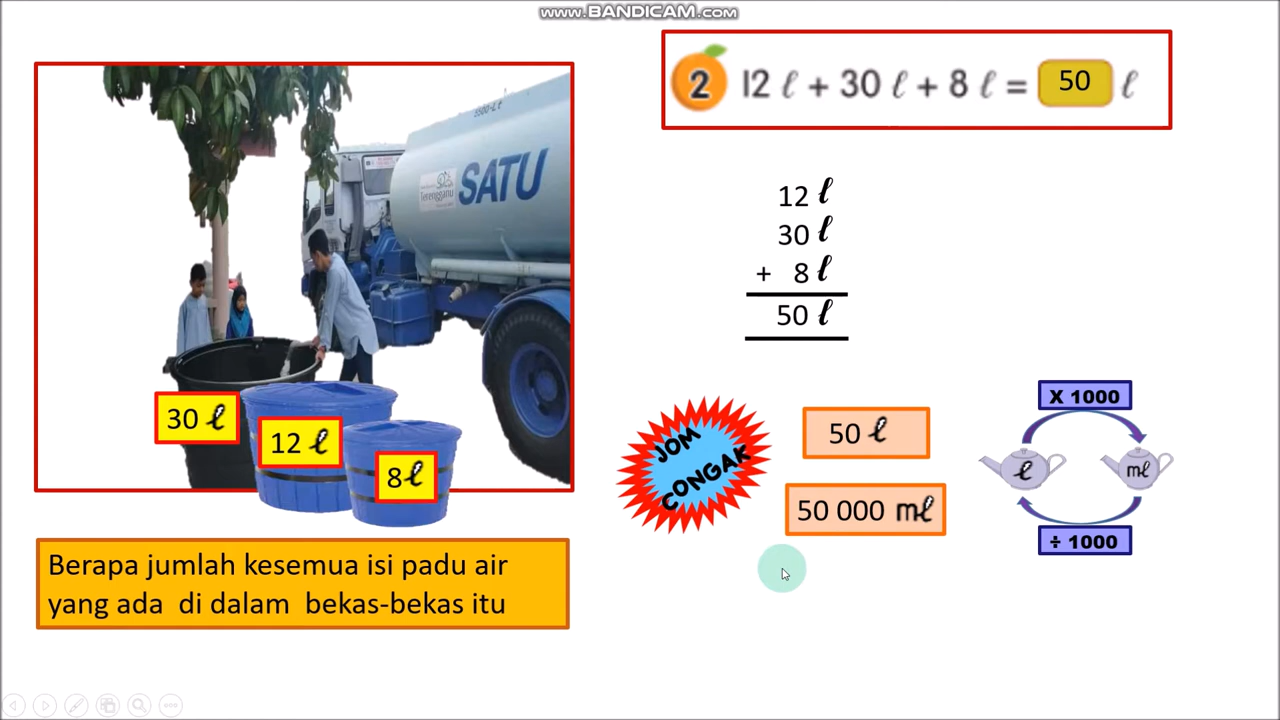 www.BANDICAM.com
2 12 ℓ + 30 ℓ + 8 ℓ = 50 ℓ
5500-L
Terengganu
SATU
30 ℓ
12 ℓ
8 ℓ
Berapa jumlah kesemua isi padu air
yang ada di dalam bekas-bekas itu
12 ℓ
30 ℓ
+ 8 ℓ
50 ℓ
JOM
CONGAK
50 ℓ
50 000 mℓ
X 1000
ℓ
mℓ
÷ 1000